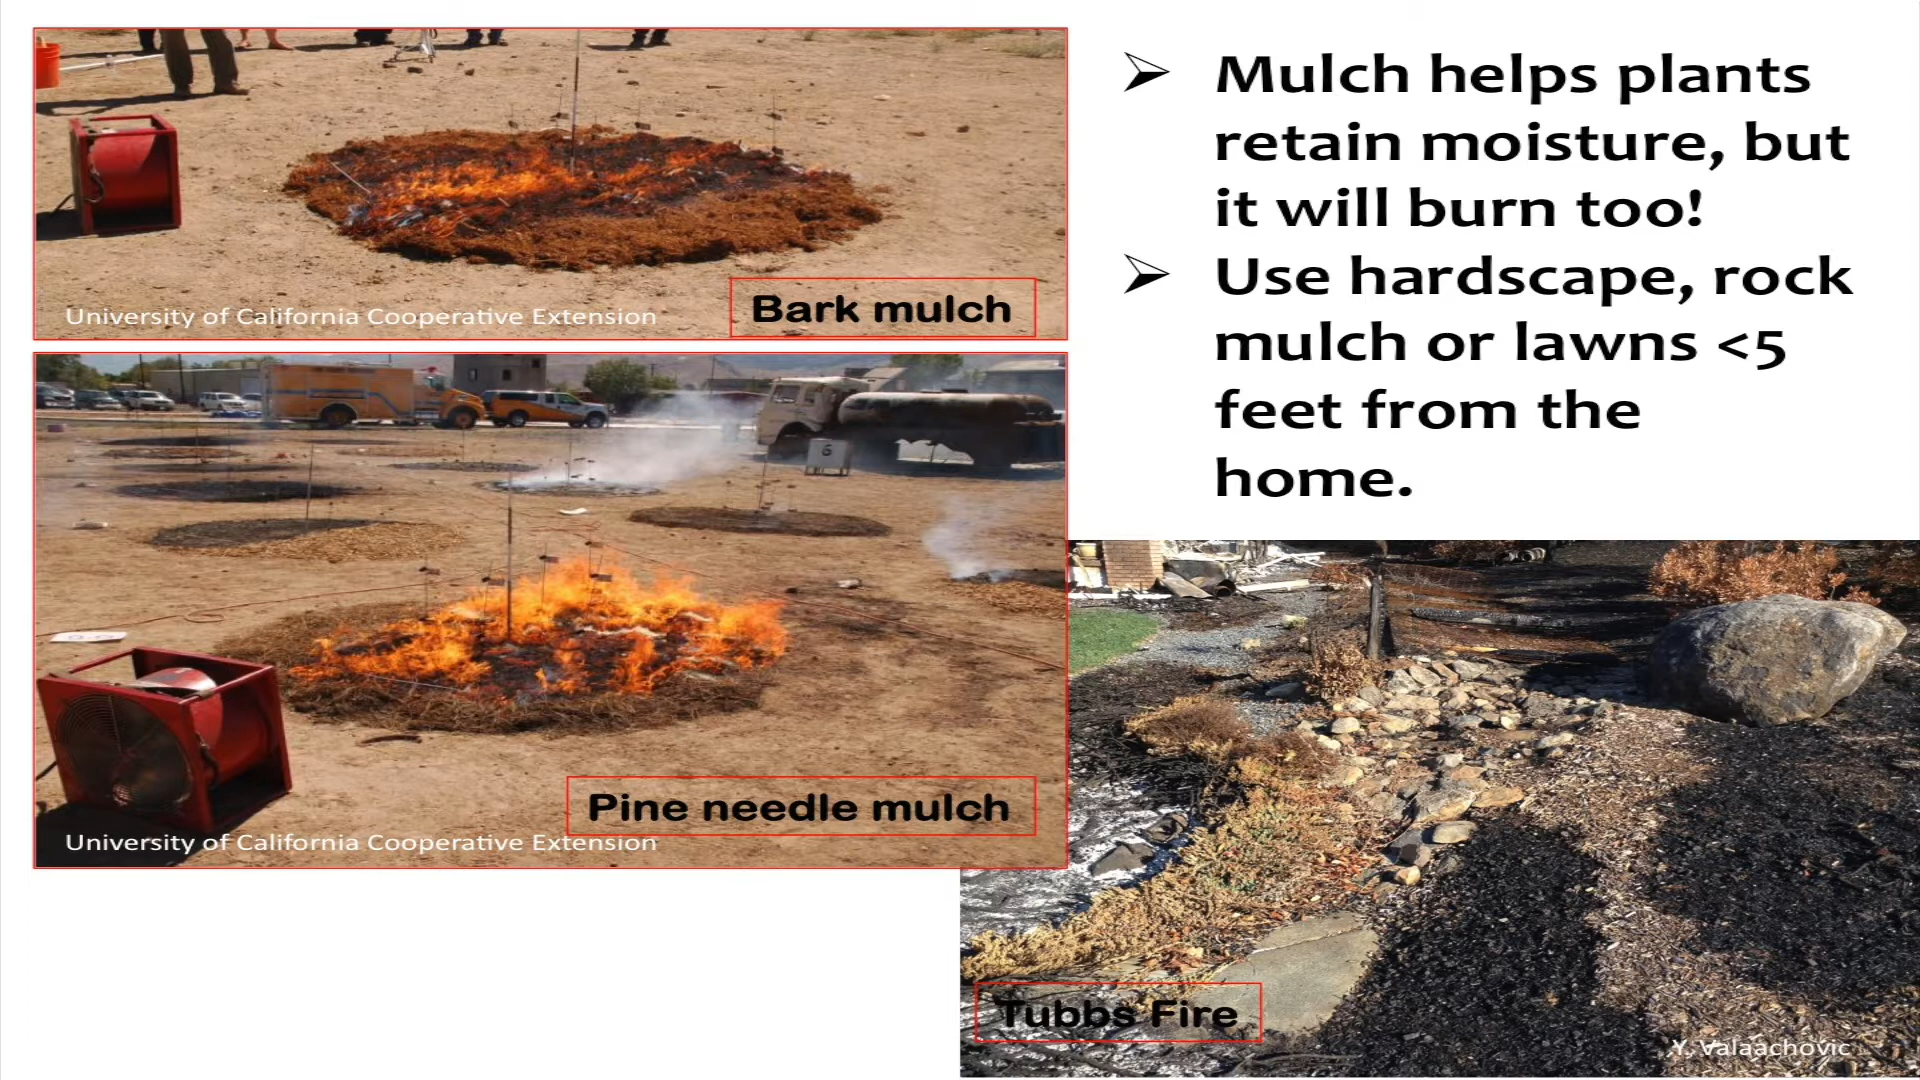 University of California Cooperative Extension
Bark mulch
6
Pine needle mulch
University of California Cooperative Extension
➢ Mulch helps plants
retain moisture, but
it will burn too!
➢ Use hardscape, rock
mulch or lawns <5
feet from the
home.
Tubbs Fire
Y. Valaachovic